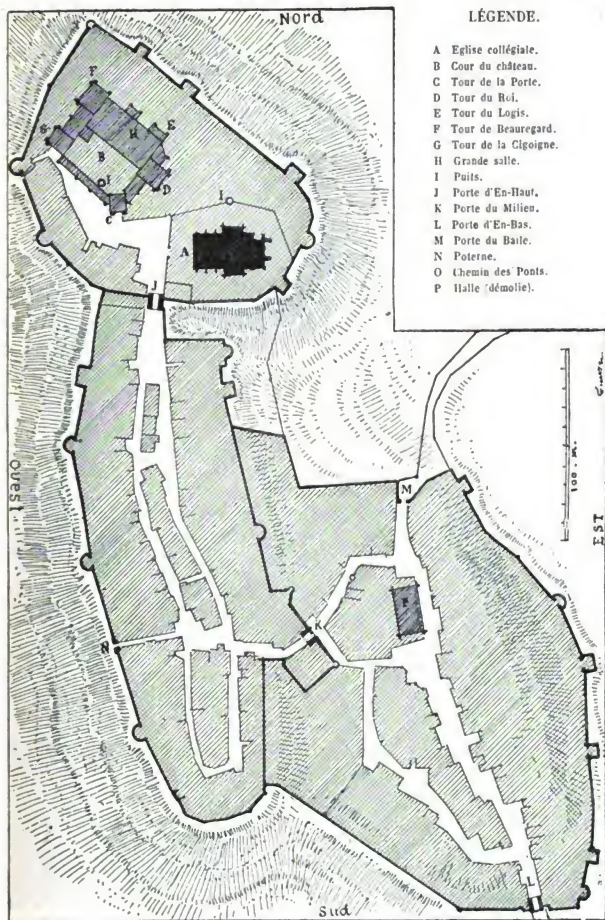 Nord
LÉGENDE.
A Eglise collégiale.
B Cour du château.
C Tour de la Porte.
D Tour du Roi.
E Tour du Logis.
F Tour de Beauregard.
G Tour de la Cigoigne.
H Grande salle.
I Puits.
J Porte d'En-Haut.
K Porte du Milieu.
L Porte d'En-Bas.
M Porte du Baile.
N Poterne.
O Chemin des Ponts.
P Halle (démolie).
F
H
E
G
B
I
D
C
I
A
J
Ouest
100 m.
EST
M
P
K
N
L
Sud